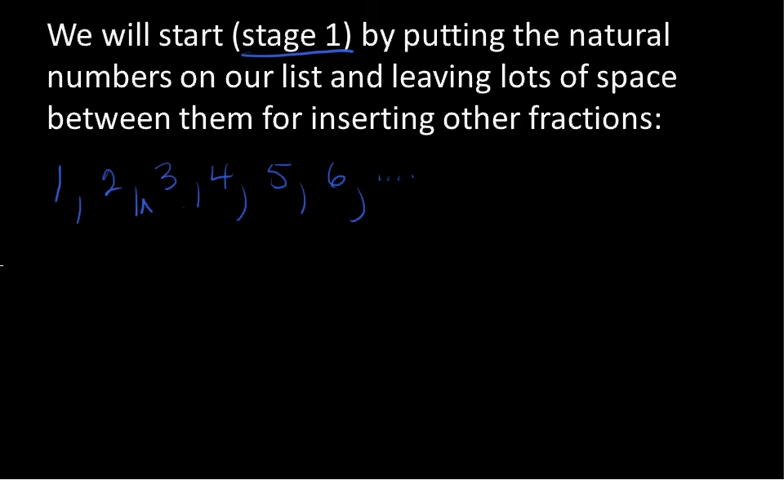 We will start (stage 1) by putting the natural
numbers on our list and leaving lots of space
between them for inserting other fractions:
1, 2, 3, 4, 5, 6, ....